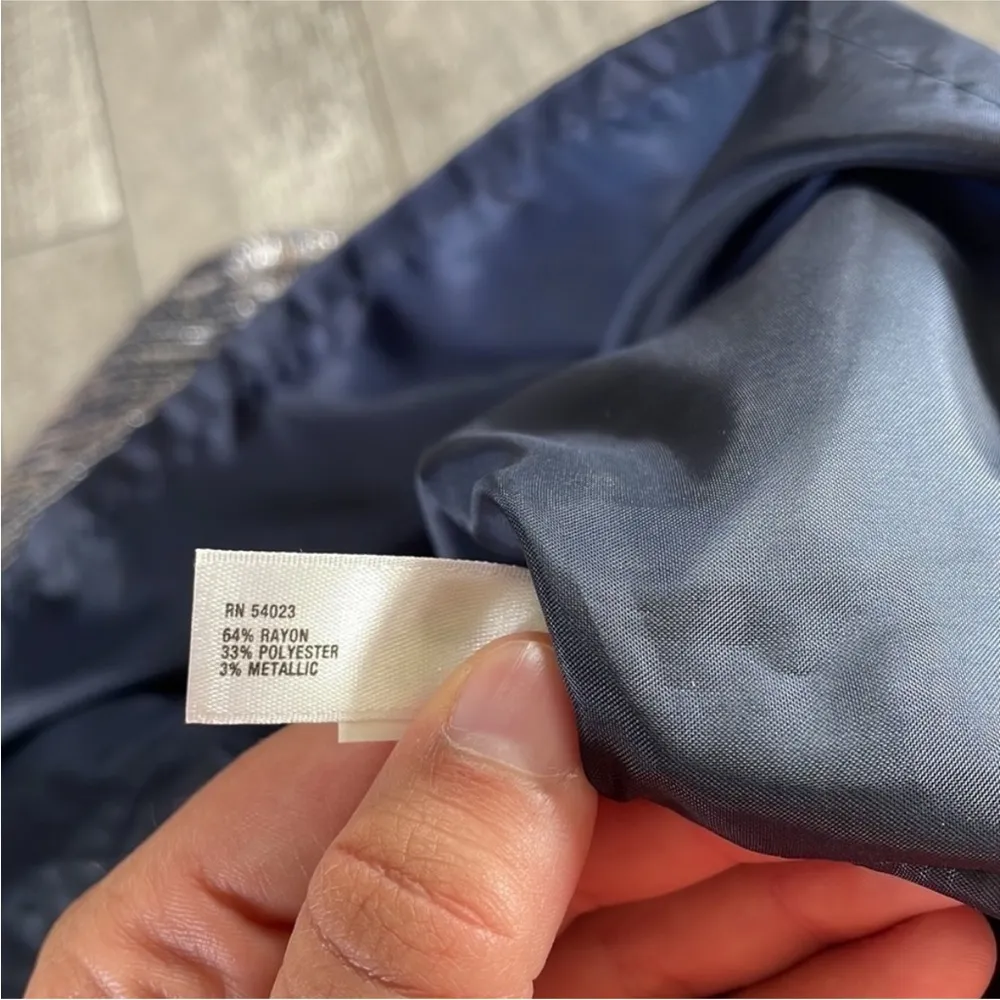 RN 54023
64% RAYON
33% POLYESTER
3% METALLIC